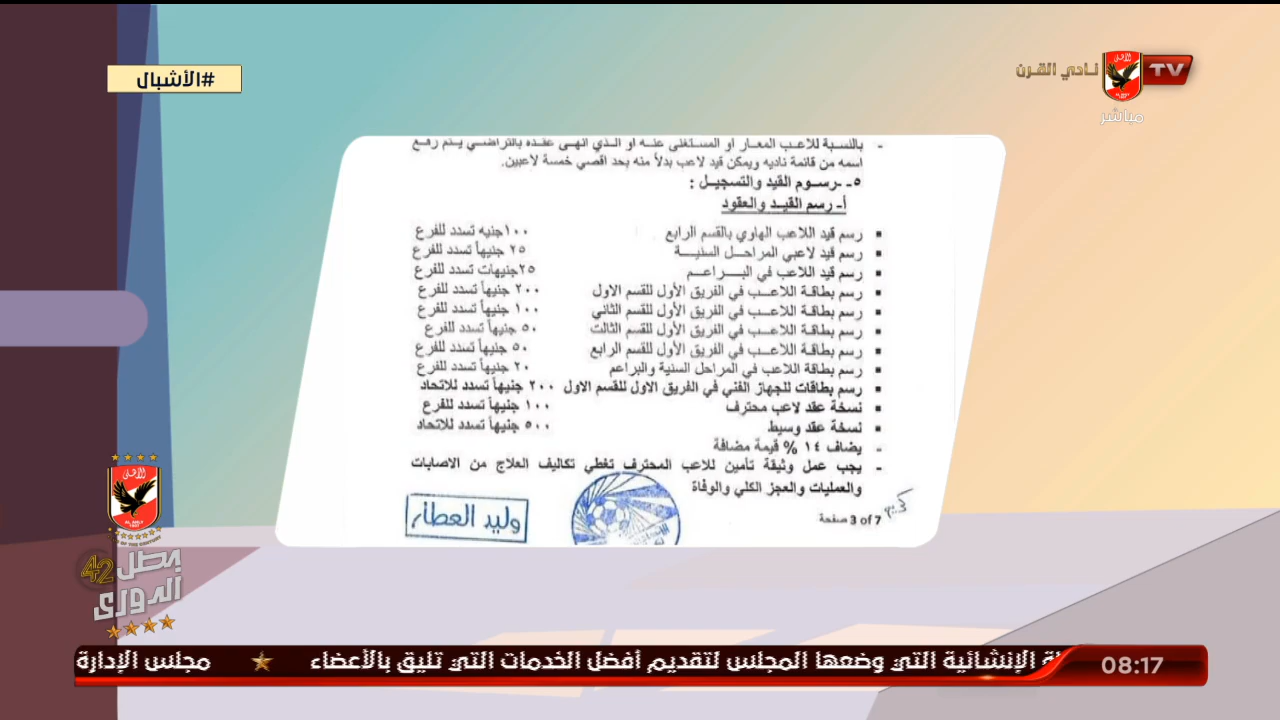 #الأشبال
نادي القرن
TV
مباشر
- بالنسبة للاعب المعار او المستغنى عنه او الذي انهى عقده بالتراضي يتم رفع
اسمه من قائمة ناديه ويمكن قيد لاعب بدلاً منه بحد اقصي خمسة لاعبين.
٥- -رسوم القيد والتسجيل :
أ- رسم القيد والعقود
▪ رسم قيد اللاعب الهاوي بالقسم الرابع ١٠٠جنيه تسدد للفرع
▪ رسم قيد لاعبي المراحل السنية ٢٥ جنيهاً تسدد للفرع
▪ رسم قيد اللاعب في البراعم ٢٥جنيهات تسدد للفرع
▪ رسم بطاقة اللاعب في الفريق الأول للقسم الاول ٢٠٠ جنيهاً تسدد للفرع
▪ رسم بطاقة اللاعب في الفريق الأول للقسم الثاني ١٠٠ جنيهاً تسدد للفرع
▪ رسم بطاقة اللاعب في الفريق الأول للقسم الثالث ٥٠ جنيهاً تسدد للفرع
▪ رسم بطاقة اللاعب في الفريق الأول للقسم الرابع ٥٠ جنيهاً تسدد للفرع
▪ رسم بطاقة اللاعب في المراحل السنية والبراعم ٢٠ جنيهاً تسدد للفرع
▪ رسم بطاقات للجهاز الفني في الفريق الاول للقسم الاول ٢٠٠ جنيهاً تسدد للاتحاد
▪ نسخة عقد لاعب محترف ١٠٠ جنيهاً تسدد للفرع
▪ نسخة عقد وسيط ٥٠٠ جنيهاً تسدد للاتحاد
- يضاف ١٤ % قيمة مضافة
- يجب عمل وثيقة تأمين للاعب المحترف تغطي تكاليف العلاج من الاصابات
والعمليات والعجز الكلي والوفاة
3 of 7 صفحة
وليد العطار
بطل 42
الدوري
الإنشائية التي وضعها المجلس لتقديم أفضل الخدمات التي تليق بالأعضاء ★ مجلس الإدارة
08:17